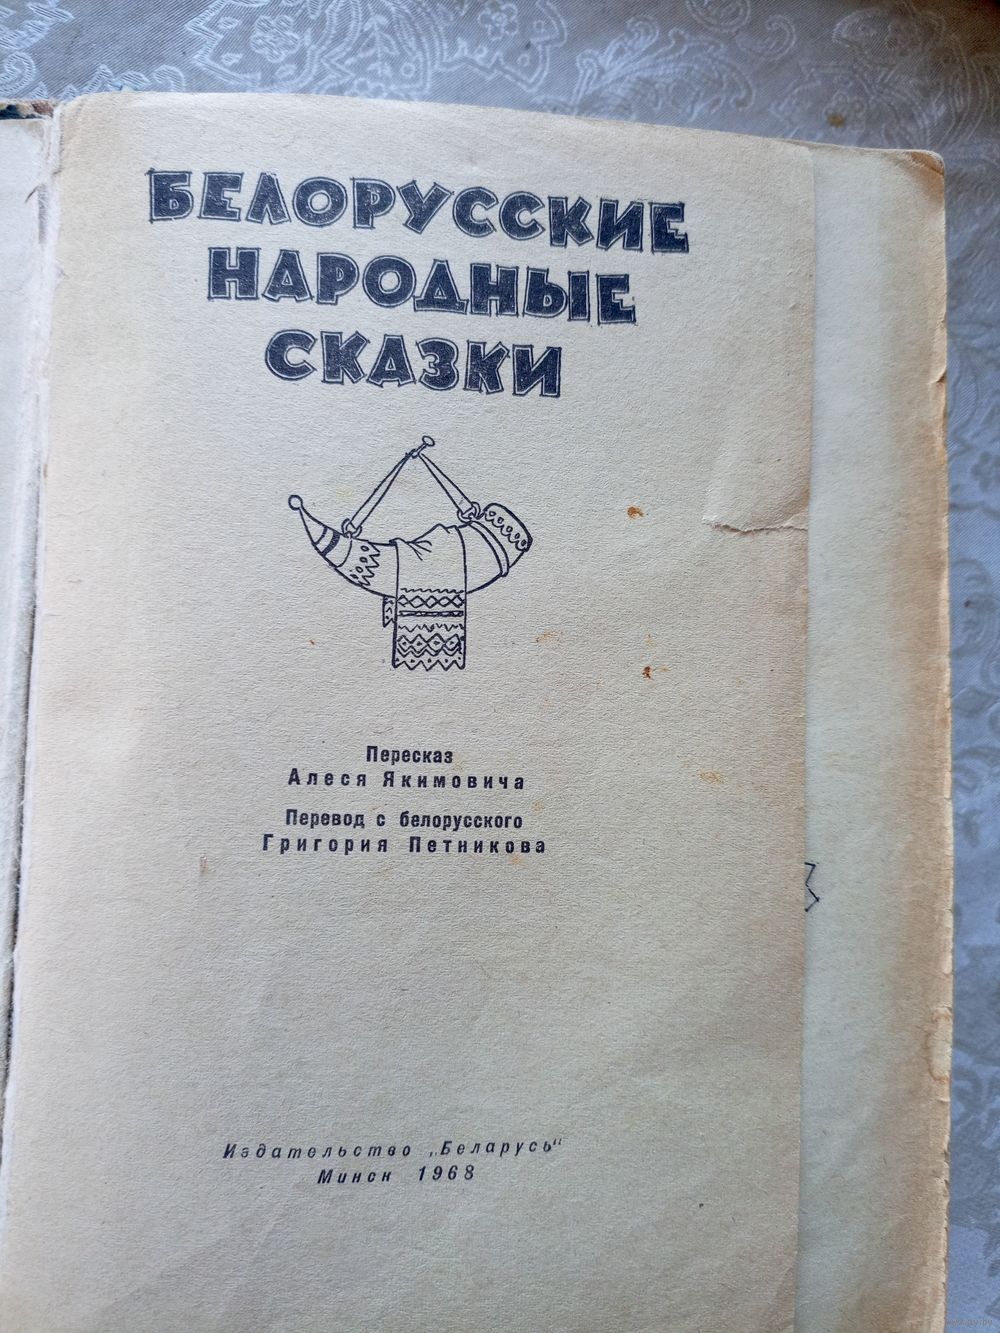 БЕЛОРУССКИЕ
НАРОДНЫЕ
СКАЗКИ
Пересказ
Алеся Якимовича
Перевод с белорусского
Григория Петникова
Издательство „Беларусь“
Минск 1968